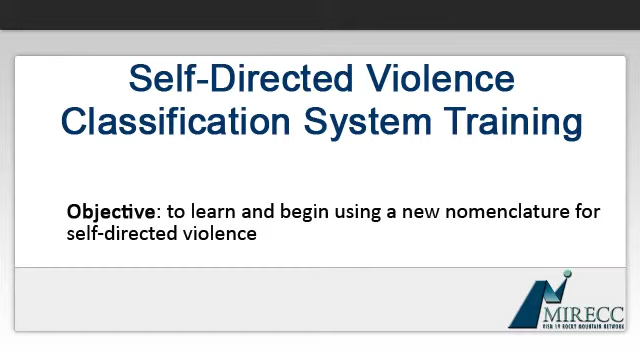 Self-Directed Violence
Classification System Training
Objective: to learn and begin using a new nomenclature for
self-directed violence
MIRECC
VISN 19 ROCKY MOUNTAIN NETWORK